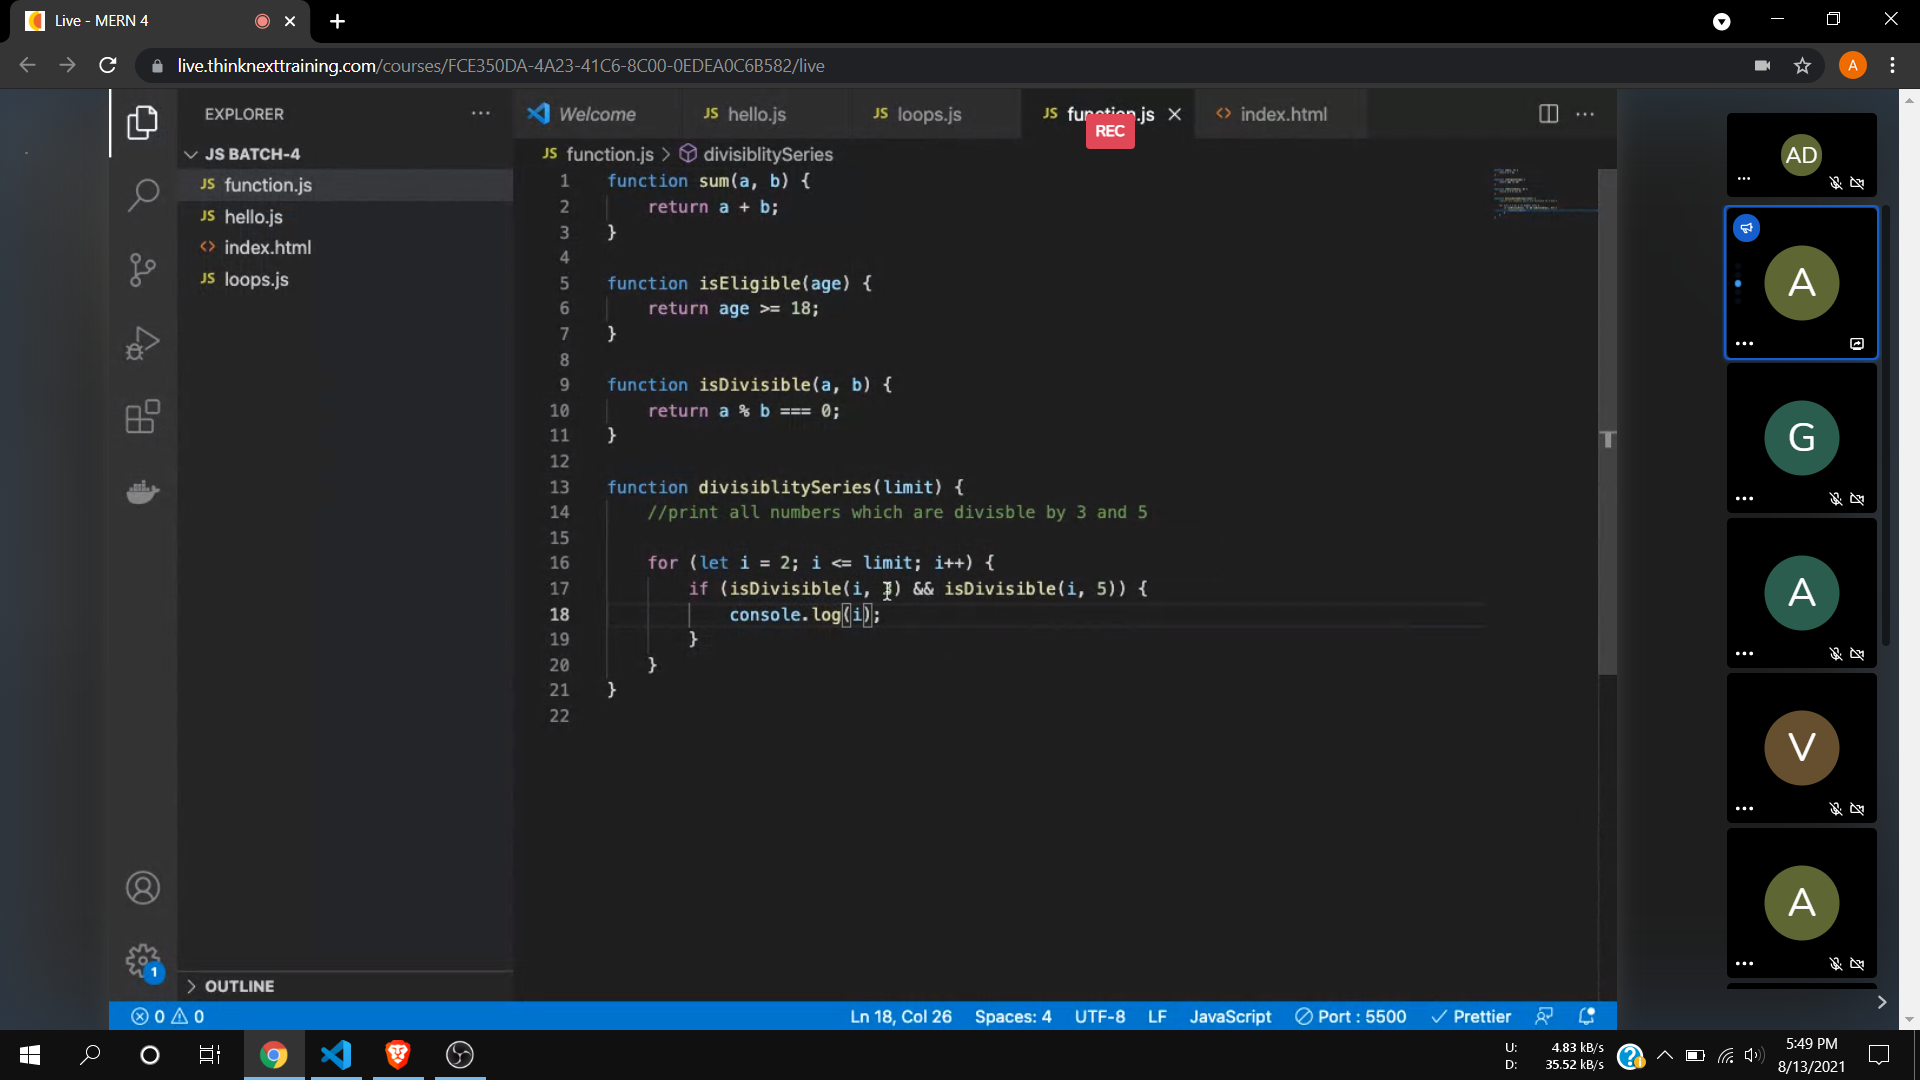 Live - MERN 4
live.thinknexttraining.com/courses/FCE350DA-4A23-41C6-8C00-0EDEA0C6B582/live
A
EXPLORER
JS BATCH-4
JS function.js
JS hello.js
<> index.html
JS loops.js
OUTLINE
Welcome
JS hello.js
JS loops.js
JS function.js
<> index.html
REC
JS function.js > divisiblitySeries
1 function sum(a, b) {
2 return a + b;
3 }
4
5 function isEligible(age) {
6 return age >= 18;
7 }
8
9 function isDivisible(a, b) {
10 return a % b === 0;
11 }
12
13 function divisiblitySeries(limit) {
14 //print all numbers which are divisble by 3 and 5
15
16 for (let i = 2; i <= limit; i++) {
17 if (isDivisible(i, 3) && isDivisible(i, 5)) {
18 console.log(i);
19 }
20 }
21 }
22
AD
A
G
A
V
A
1
0 0
Ln 18, Col 26
Spaces: 4
UTF-8
LF
JavaScript
Port : 5500
Prettier
U: 4.83 kB/s
D: 35.52 kB/s
5:49 PM
8/13/2021